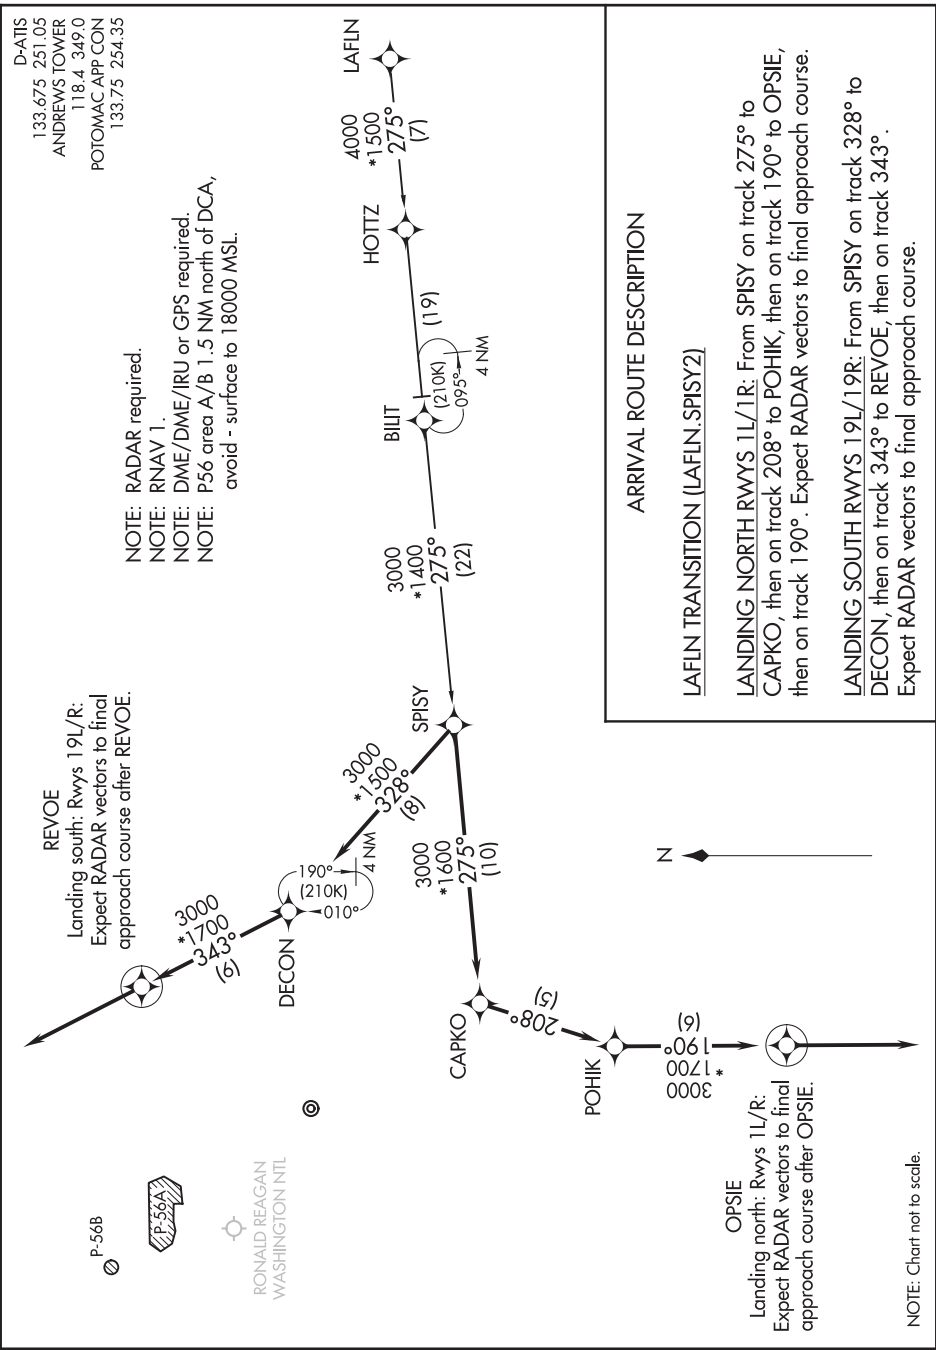 D-ATIS
133.675 251.05
ANDREWS TOWER
118.4 349.0
POTOMAC APP CON
133.75 254.35
NOTE: RADAR required.
NOTE: RNAV 1.
NOTE: DME/DME/IRU or GPS required.
NOTE: P56 area A/B 1.5 NM north of DCA,
avoid - surface to 18000 MSL.
P-56B
P-56A
RONALD REAGAN
WASHINGTON NTL
REVOE
Landing south: Rwys 19L/R:
Expect RADAR vectors to final
approach course after REVOE.
3000
*1700
343°
(6)
DECON
190°
(210K)
010°
4 NM
3000
*1500
328°
(8)
SPISY
3000
*1400
275°
(22)
BILIT
(210K)
095°
4 NM
(19)
HOTTZ
4000
*1500
275°
(7)
LAFLN
3000
*1600
275°
(10)
CAPKO
208°
(5)
POHIK
3000
*1700
190°
(6)
OPSIE
Landing north: Rwys 1L/R:
Expect RADAR vectors to final
approach course after OPSIE.
N
NOTE: Chart not to scale.
ARRIVAL ROUTE DESCRIPTION
LAFLN TRANSITION (LAFLN.SPISY2)
LANDING NORTH RWYS 1L/1R: From SPISY on track 275° to
CAPKO, then on track 208° to POHIK, then on track 190° to OPSIE,
then on track 190°. Expect RADAR vectors to final approach course.
LANDING SOUTH RWYS 19L/19R: From SPISY on track 328° to
DECON, then on track 343° to REVOE, then on track 343°.
Expect RADAR vectors to final approach course.